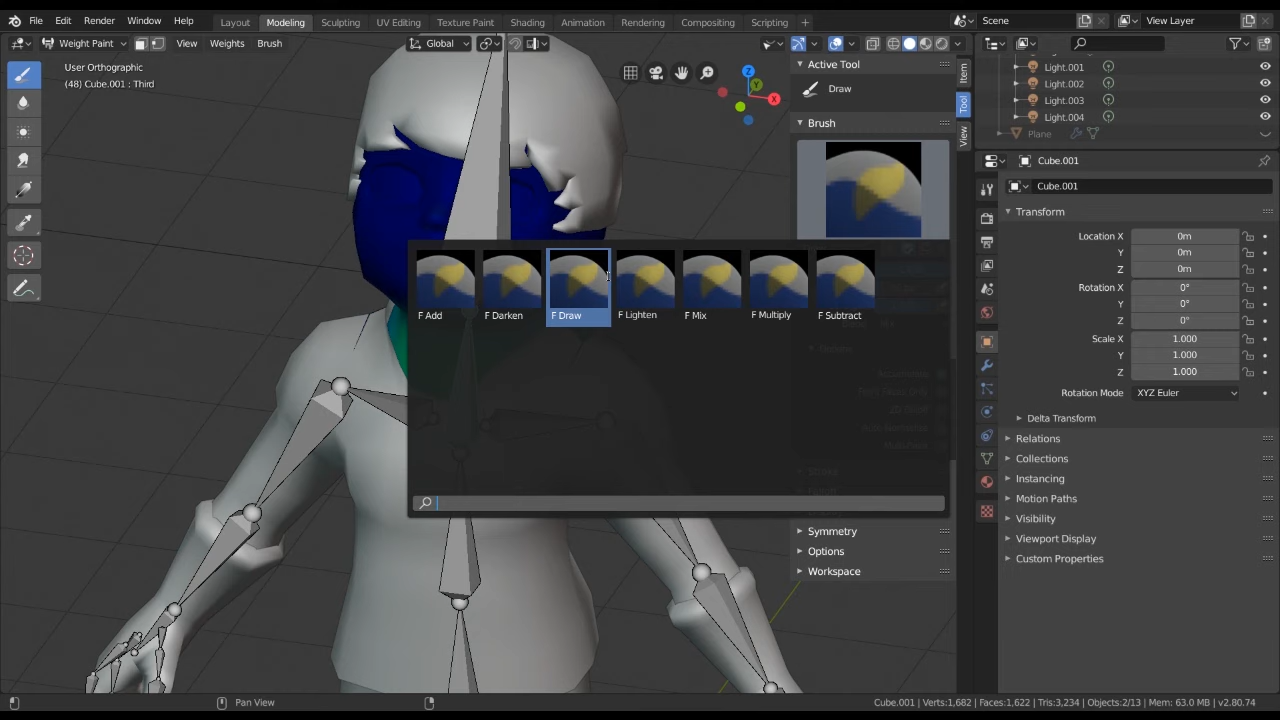 File Edit Render Window Help Layout Modeling Sculpting UV Editing Texture Paint Shading Animation Rendering Compositing Scripting + Scene View Layer
Weight Paint View Weights Brush Global
User Orthographic
(48) Cube.001 : Third
Z
Y
X
Active Tool
Draw
Brush
Item
Tool
View
F Add F Darken F Draw F Lighten F Mix F Multiply F Subtract
Options
Symmetry
Options
Workspace
Light.001
Light.002
Light.003
Light.004
Plane
Cube.001
Cube.001
Transform
Location X 0m
Y 0m
Z 0m
Rotation X 0°
Y 0°
Z 0°
Scale X 1.000
Y 1.000
Z 1.000
Rotation Mode XYZ Euler
Delta Transform
Relations
Collections
Instancing
Motion Paths
Visibility
Viewport Display
Custom Properties
Pan View
Cube.001 | Verts:1,682 | Faces:1,622 | Tris:3,234 | Objects:2/13 | Mem: 63.0 MB | v2.80.74